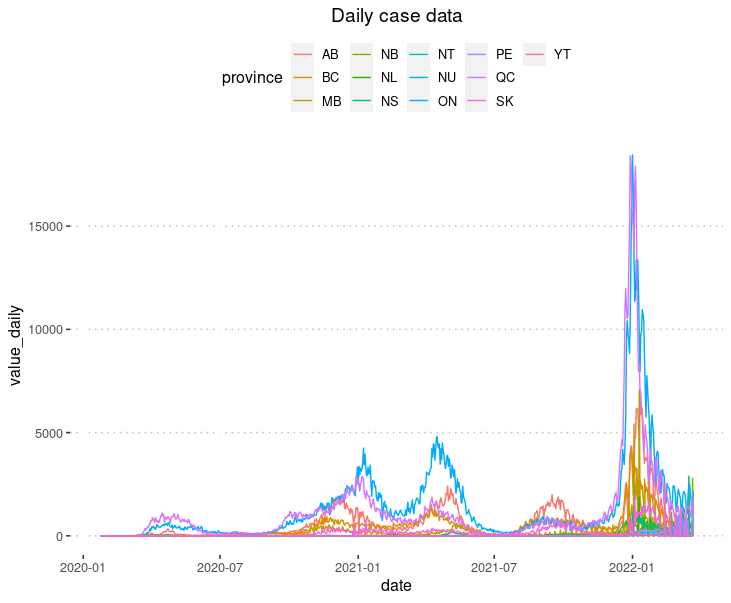 Daily case data
AB NB NT PE YT
province BC NL NU QC
MB NS ON SK
15000
10000
5000
0
value_daily
2020-01 2020-07 2021-01 2021-07 2022-01
date